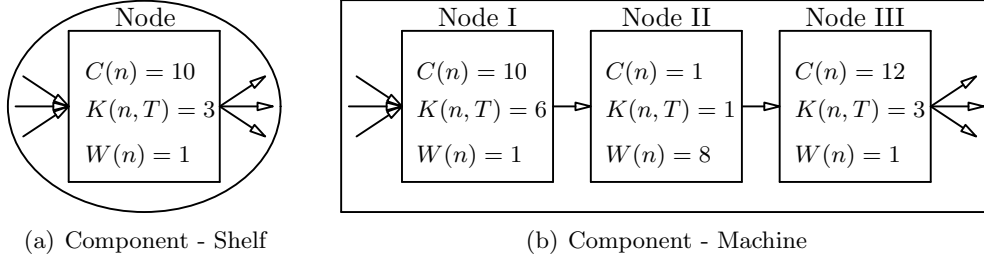 Node
C(n) = 10
K(n, T) = 3
W(n) = 1
(a) Component - Shelf
Node I
C(n) = 10
K(n, T) = 6
W(n) = 1
Node II
C(n) = 1
K(n, T) = 1
W(n) = 8
Node III
C(n) = 12
K(n, T) = 3
W(n) = 1
(b) Component - Machine